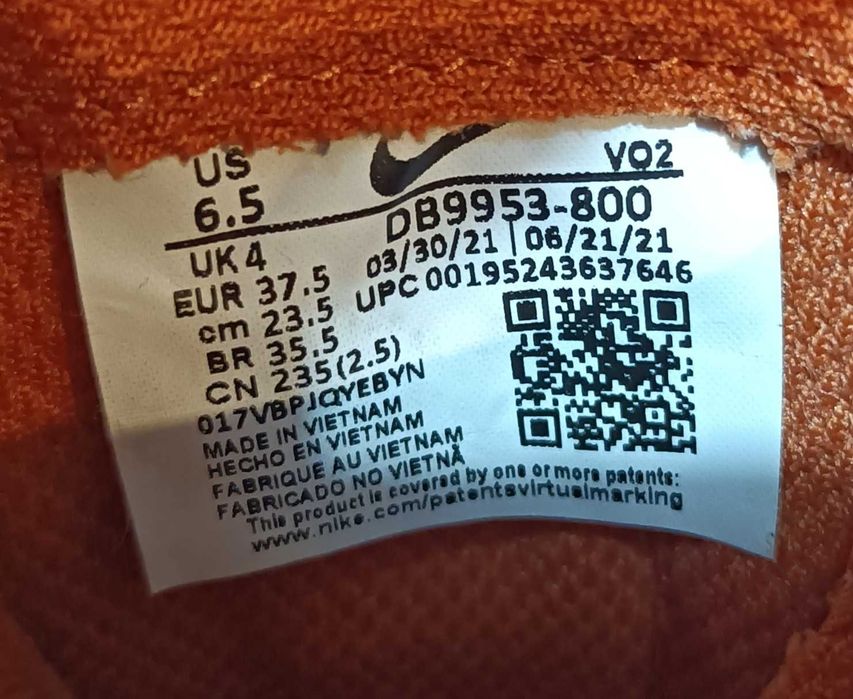 US
6.5
VO2
DB9953-800
03/30/21 | 06/21/21
UPC 00195243637646
UK 4
EUR 37.5
cm 23.5
BR 35.5
CN 235(2.5)
017VBPJQYEBYN
MADE IN VIETNAM
HECHO EN VIETNAM
FABRIQUE AU VIETNAM
FABRICADO NO VIETNÃ
This product is covered by one or more patents:
www.nike.com/patentsvirtualmarking